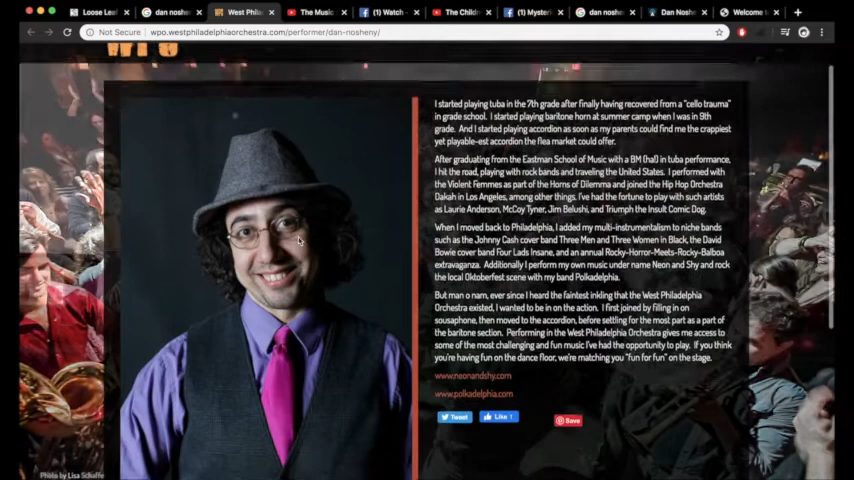 Loose Leaf
dan noshe
West Phila
The Music
(1) Watch -
The Childr
(1) Mysteri
dan noshe
Dan Noshe
Welcome t
Not Secure | wpo.westphiladelphiaorchestra.com/performer/dan-nosheny/
I started playing tuba in the 7th grade after finally having recovered from a "cello trauma"
in grade school. I started playing baritone horn at summer camp when I was in 9th
grade. And I started playing accordion as soon as my parents could find me the crappiest
yet playable-est accordion the flea market could offer.
After graduating from the Eastman School of Music with a BM (ha!) in tuba performance,
I hit the road, playing with rock bands and traveling the United States. I performed with
the Violent Femmes as part of the Horns of Dilemma and joined the Hip Hop Orchestra
Dakah in Los Angeles, among other things. I've had the fortune to play with such artists
as Laurie Anderson, McCoy Tyner, Jim Belushi, and Triumph the Insult Comic Dog.
When I moved back to Philadelphia, I added my multi-instrumentalism to niche bands
such as the Johnny Cash cover band Three Men and Three Women in Black, the David
Bowie cover band Four Lads Insane, and an annual Rocky-Horror-Meets-Rocky-Balboa
extravaganza. Additionally I perform my own music under name Neon and Shy and rock
the local Oktoberfest scene with my band Polkadelphia.
But man o nam, ever since I heard the faintest inkling that the West Philadelphia
Orchestra existed, I wanted to be in on the action. I first joined by filling in on
sousaphone, then moved to the accordion, before settling for the most part as a part of
the baritone section. Performing in the West Philadelphia Orchestra gives me access to
some of the most challenging and fun music I've had the opportunity to play. If you think
you're having fun on the dance floor, we're matching you "fun for fun" on the stage.
www.neonandshy.com
www.polkadelphia.com
Tweet
Like 1
Save
Photo by Lisa Schaffe